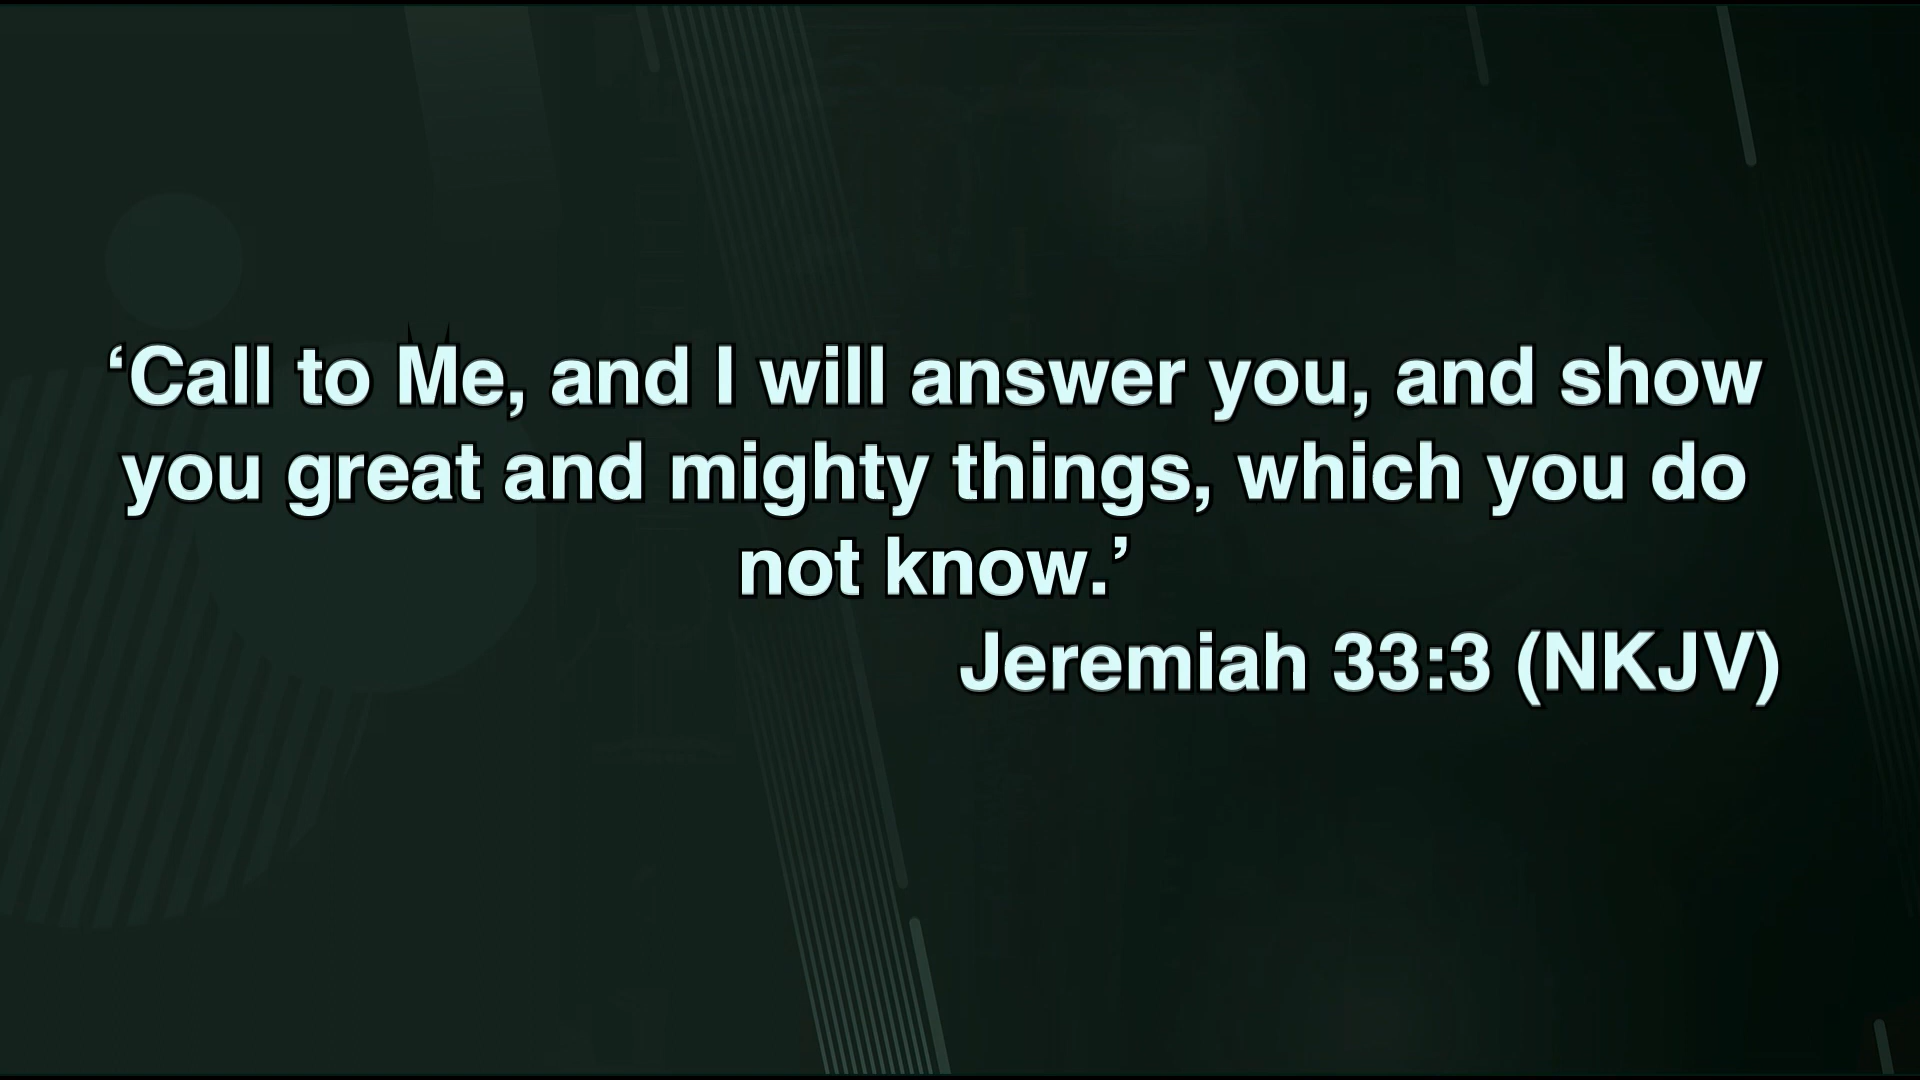 ‘Call to Me, and I will answer you, and show
you great and mighty things, which you do
not know.’
Jeremiah 33:3 (NKJV)